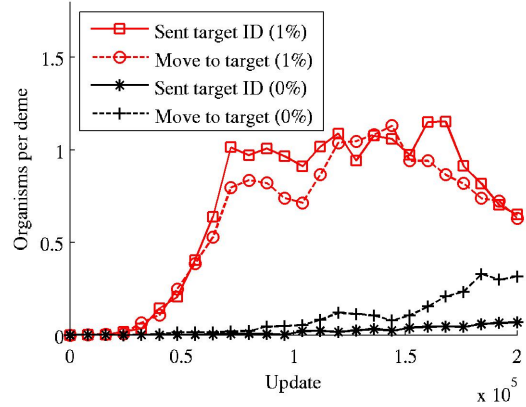 1.5
1
0.5
0
Organisms per deme
Sent target ID (1%)
Move to target (1%)
Sent target ID (0%)
Move to target (0%)
0 0.5 1 1.5 2
Update
x 10^5